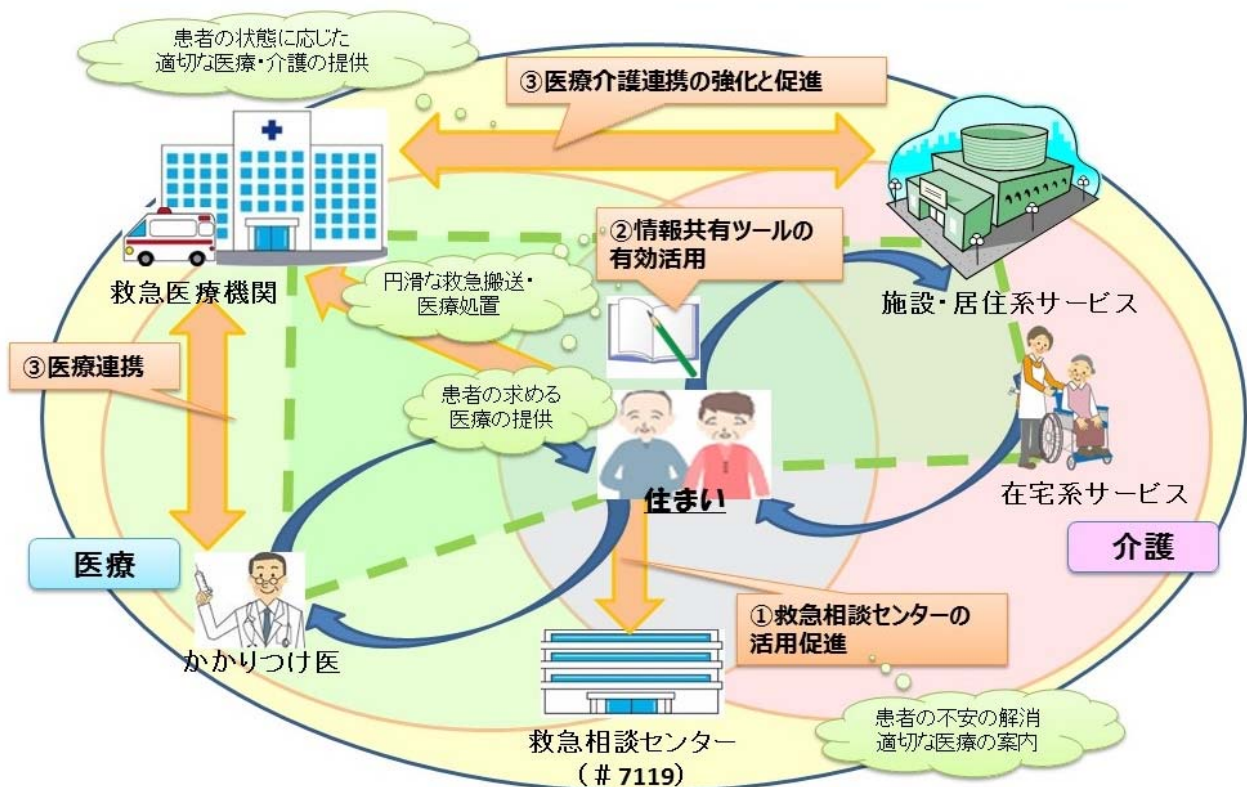 患者の状態に応じた
適切な医療・介護の提供
③医療介護連携の強化と促進
②情報共有ツールの
有効活用
救急医療機関
円滑な救急搬送・
医療処置
施設・居住系サービス
③医療連携
患者の求める
医療の提供
住まい
在宅系サービス
医療
介護
かかりつけ医
①救急相談センターの
活用促進
救急相談センター
(＃7119)
患者の不安の解消
適切な医療の案内